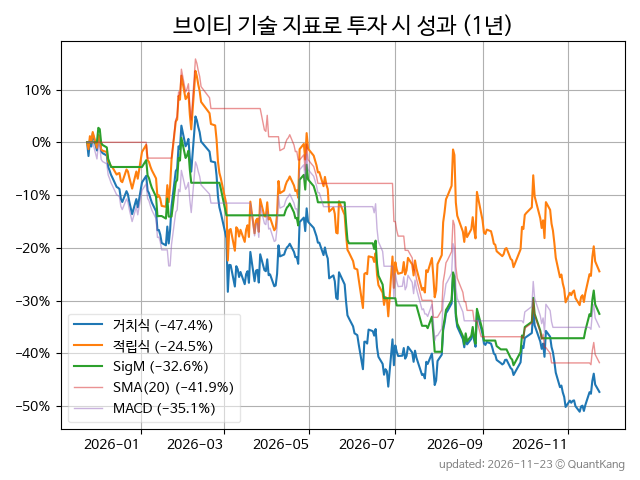 브이티 기술 지표로 투자 시 성과 (1년)
10%
0%
−10%
−20%
−30%
−40%
−50%
거치식 (−47.4%)
적립식 (−24.5%)
SigM (−32.6%)
SMA(20) (−41.9%)
MACD (−35.1%)
2026−01
2026−03
2026−05
2026−07
2026−09
2026−11
updated: 2026−11−23 © QuantKang